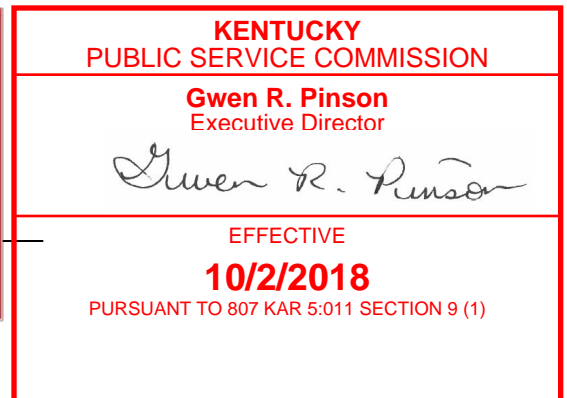 KENTUCKY
PUBLIC SERVICE COMMISSION
Gwen R. Pinson
Executive Director
Gwen R. Pinson
EFFECTIVE
10/2/2018
PURSUANT TO 807 KAR 5:011 SECTION 9 (1)